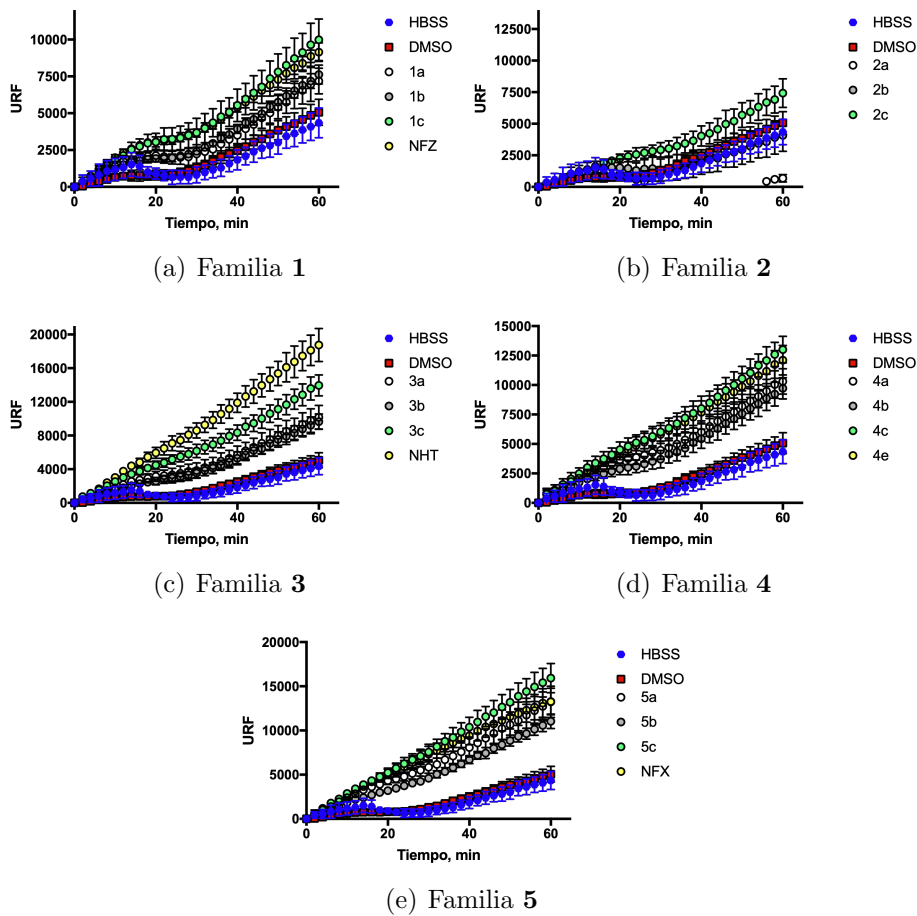 10000
7500
5000
2500
0
URF
0 20 40 60
Tiempo, min
HBSS
DMSO
1a
1b
1c
NFZ
(a) Familia 1
12500
10000
7500
5000
2500
0
URF
0 20 40 60
Tiempo, min
HBSS
DMSO
2a
2b
2c
(b) Familia 2
20000
16000
12000
8000
4000
0
URF
0 20 40 60
Tiempo, min
HBSS
DMSO
3a
3b
3c
NHT
(c) Familia 3
15000
12500
10000
7500
5000
2500
0
URF
0 20 40 60
Tiempo, min
HBSS
DMSO
4a
4b
4c
4e
(d) Familia 4
20000
15000
10000
5000
0
URF
0 20 40 60
Tiempo, min
HBSS
DMSO
5a
5b
5c
NFX
(e) Familia 5